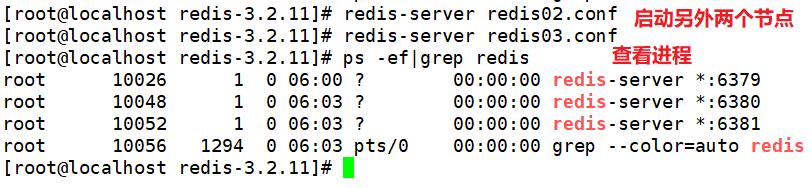 [root@localhost redis-3.2.11]# redis-server redis02.conf 启动另外两个节点
[root@localhost redis-3.2.11]# redis-server redis03.conf
[root@localhost redis-3.2.11]# ps -ef|grep redis 查看进程
root 10026 1 0 06:00 ? 00:00:00 redis-server *:6379
root 10048 1 0 06:03 ? 00:00:00 redis-server *:6380
root 10052 1 0 06:03 ? 00:00:00 redis-server *:6381
root 10056 1294 0 06:03 pts/0 00:00:00 grep --color=auto redis
[root@localhost redis-3.2.11]#